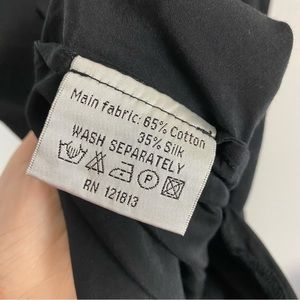 Main fabric: 65% Cotton
35% Silk
WASH SEPARATELY
P
RN 121813